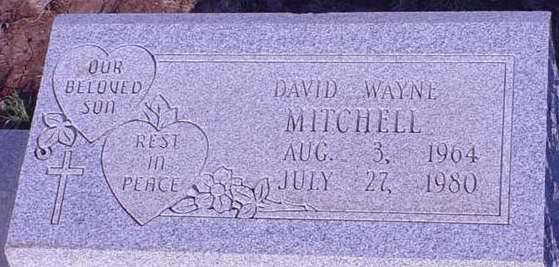 OUR
BELOVED
SON
REST
IN
PEACE
DAVID WAYNE
MITCHELL
AUG. 3, 1964
JULY 27, 1980